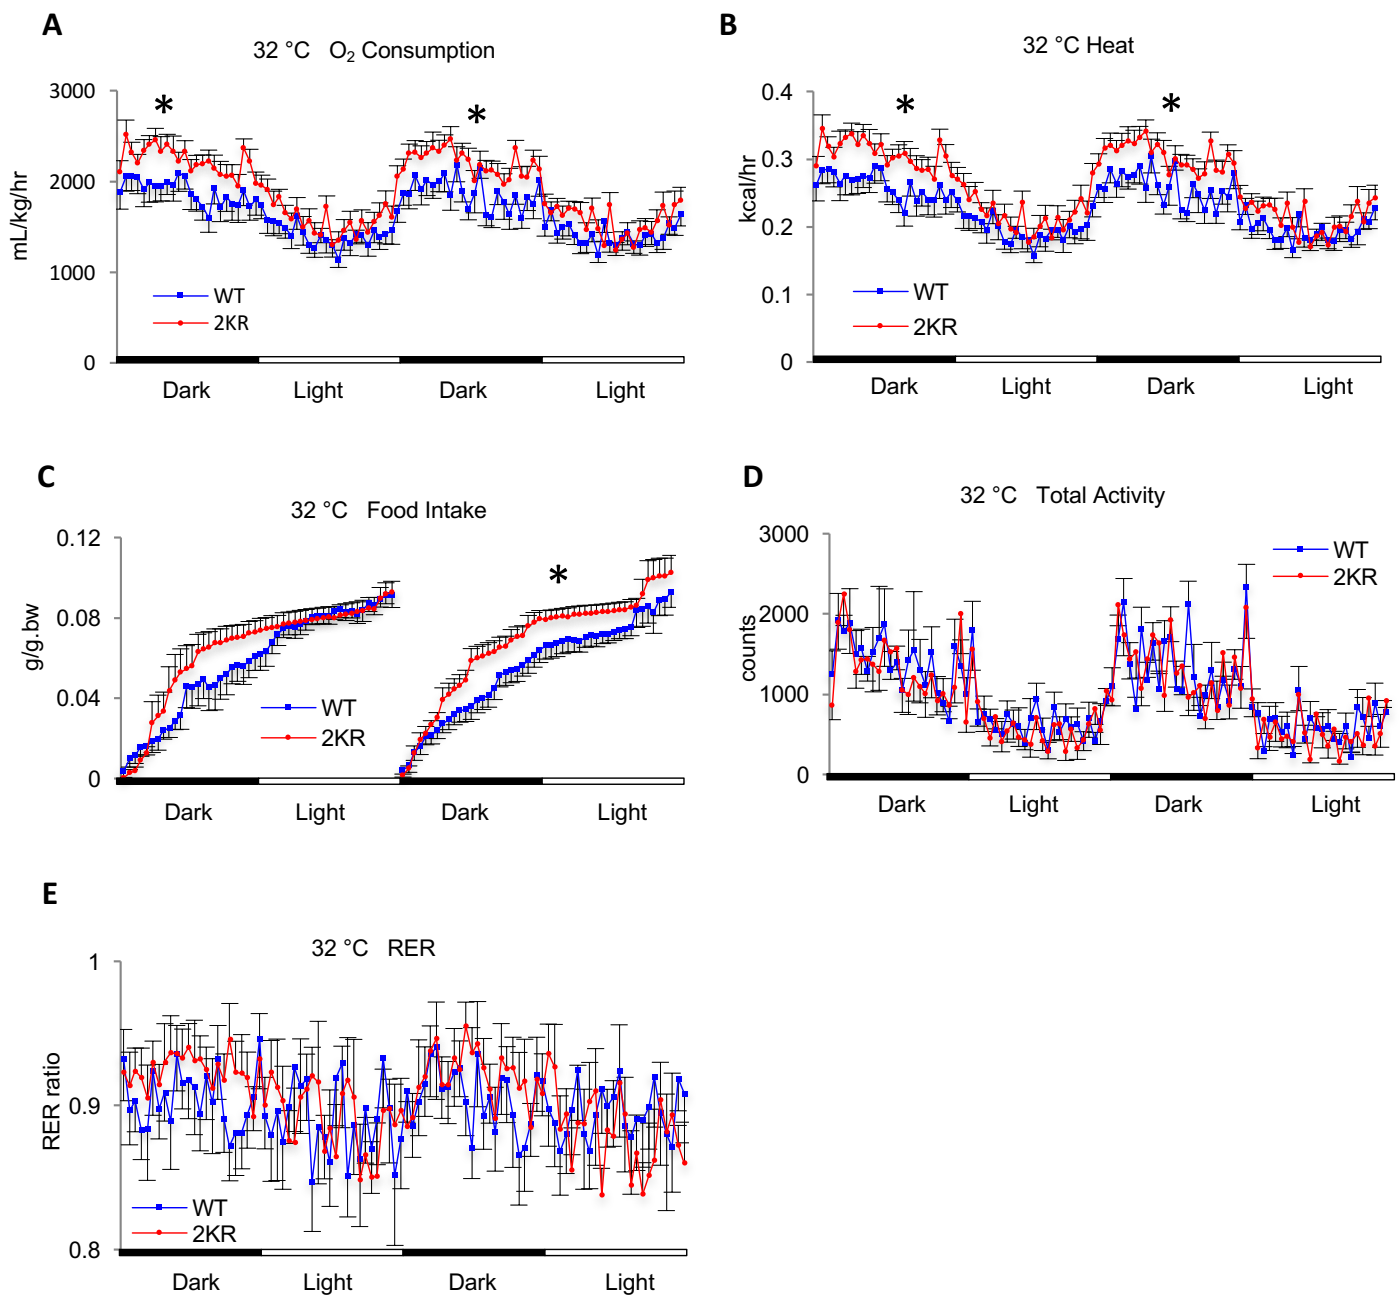 A
32 °C O₂ Consumption
3000
2000
1000
0
mL/kg/hr
*
*
WT
2KR
Dark
Light
Dark
Light
B
32 °C Heat
0.4
0.3
0.2
0.1
0
kcal/hr
*
*
WT
2KR
Dark
Light
Dark
Light
C
32 °C Food Intake
0.12
0.08
0.04
0
g/g.bw
*
WT
2KR
Dark
Light
Dark
Light
D
32 °C Total Activity
3000
2000
1000
0
counts
WT
2KR
Dark
Light
Dark
Light
E
32 °C RER
1
0.9
0.8
RER ratio
WT
2KR
Dark
Light
Dark
Light